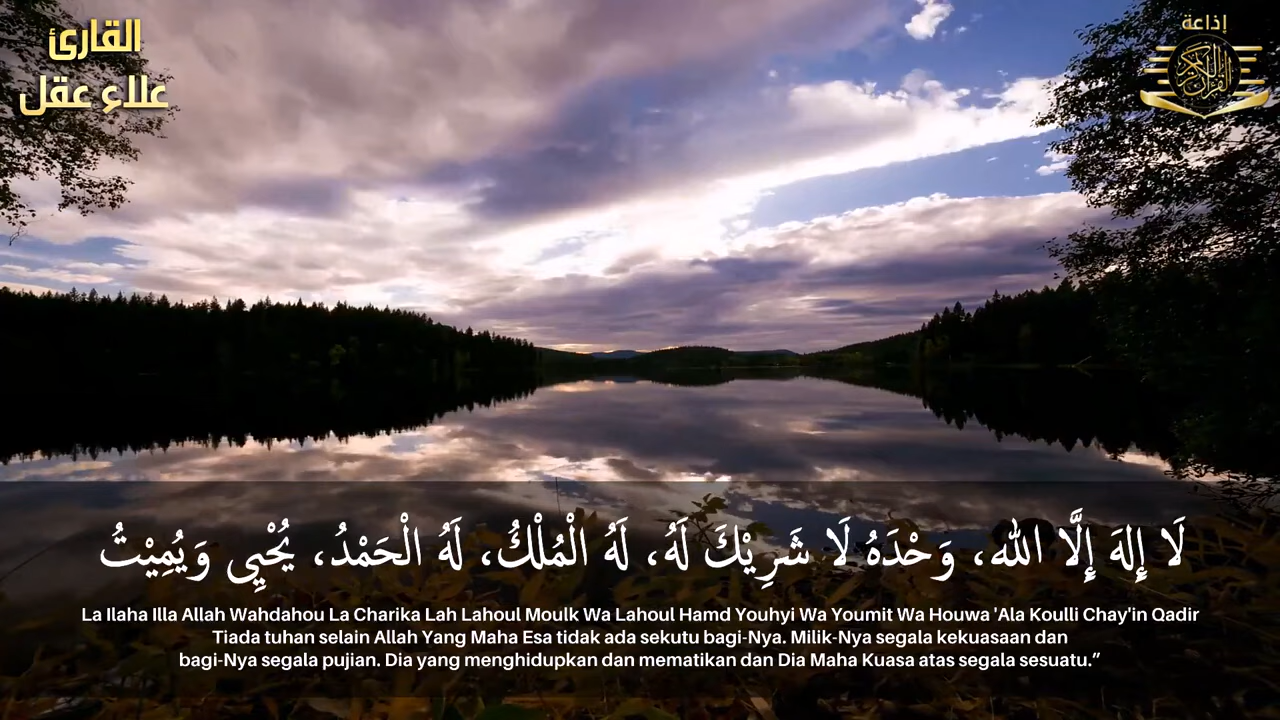 القارئ
علاء عقل
إذاعة
القرآن الكريم
لَا إِلهَ إِلَّا الله، وَحْدَهُ لَا شَرِيْكَ لَهُ، لَهُ الْمُلْكُ، لَهُ الْحَمْدُ، يُحْيِي وَيُمِيْتُ
La Ilaha Illa Allah Wahdahou La Charika Lah Lahoul Moulk Wa Lahoul Hamd Youhyi Wa Youmit Wa Houwa 'Ala Koulli Chay'in Qadir
Tiada tuhan selain Allah Yang Maha Esa tidak ada sekutu bagi-Nya. Milik-Nya segala kekuasaan dan
bagi-Nya segala pujian. Dia yang menghidupkan dan mematikan dan Dia Maha Kuasa atas segala sesuatu.”